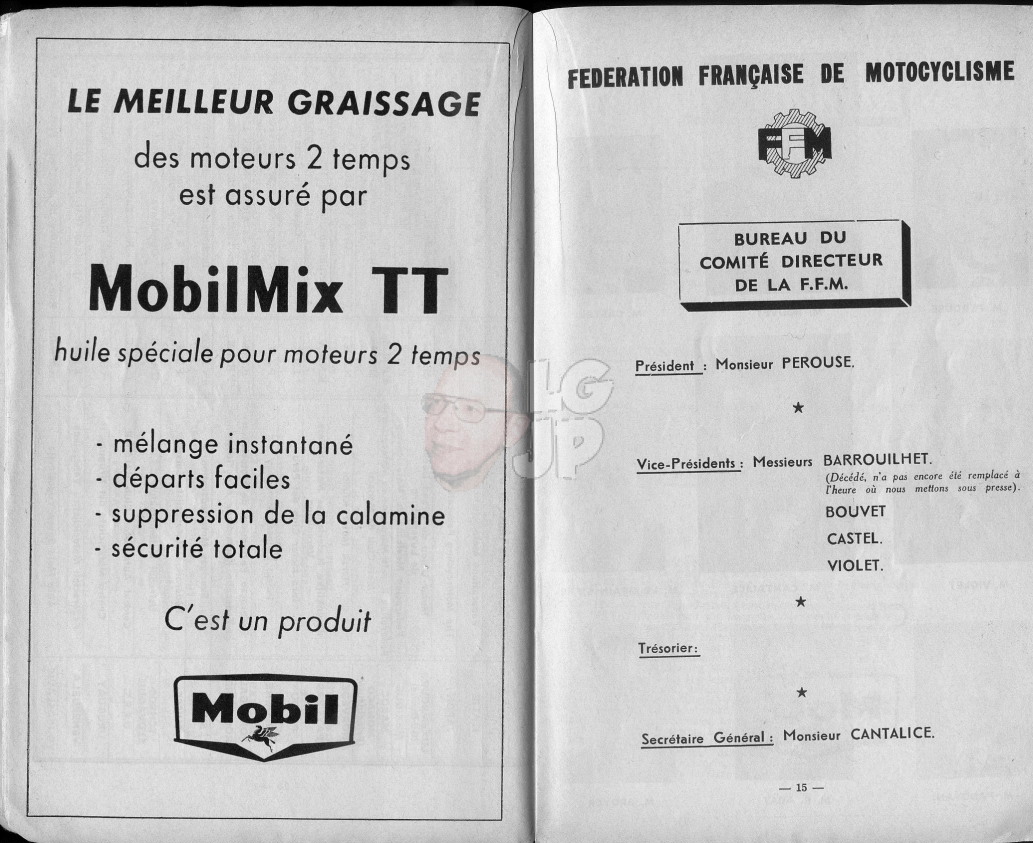 LE MEILLEUR GRAISSAGE
des moteurs 2 temps
est assuré par
MobilMix TT
huile spéciale pour moteurs 2 temps
- mélange instantané
- départs faciles
- suppression de la calamine
- sécurité totale
C'est un produit
Mobil
LG
JP
FEDERATION FRANÇAISE DE MOTOCYCLISME
FFM
BUREAU DU
COMITÉ DIRECTEUR
DE LA F.F.M.
Président : Monsieur PEROUSE.
Vice-Présidents : Messieurs BARROUILHET.
(Décédé, n'a pas encore été remplacé à
l'heure où nous mettons sous presse).
BOUVET
CASTEL.
VIOLET.
Trésorier:
Secrétaire Général : Monsieur CANTALICE.
— 15 —